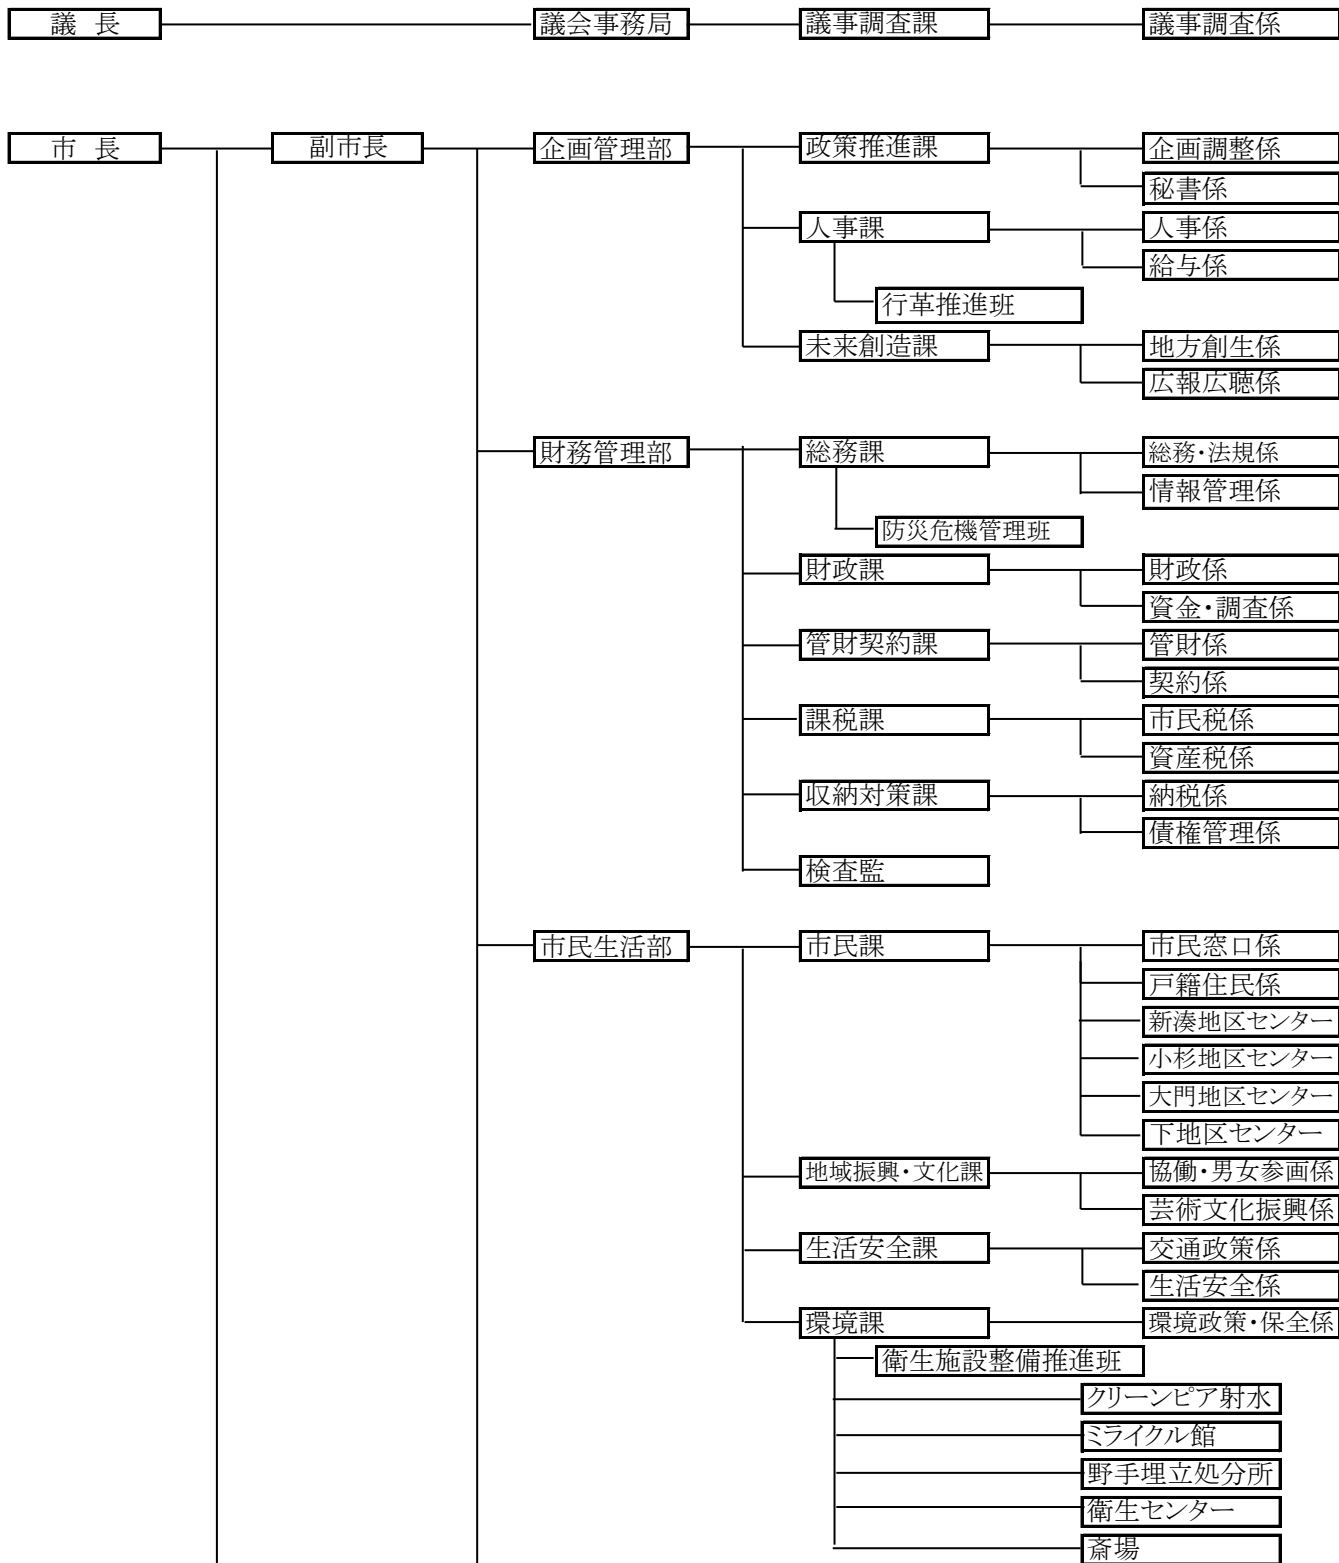 議 長 議会事務局 議事調査課 議事調査係
市 長 副市長 企画管理部 政策推進課 企画調整係
秘書係
人事課 人事係
給与係
行革推進班
未来創造課 地方創生係
広報広聴係
財務管理部 総務課 総務・法規係
情報管理係
防災危機管理班
財政課 財政係
資金・調査係
管財契約課 管財係
契約係
課税課 市民税係
資産税係
収納対策課 納税係
債権管理係
検査監
市民生活部 市民課 市民窓口係
戸籍住民係
新湊地区センター
小杉地区センター
大門地区センター
下地区センター
地域振興・文化課 協働・男女参画係
芸術文化振興係
生活安全課 交通政策係
生活安全係
環境課 環境政策・保全係
衛生施設整備推進班
クリーンピア射水
ミライクル館
野手埋立処分所
衛生センター
斎場